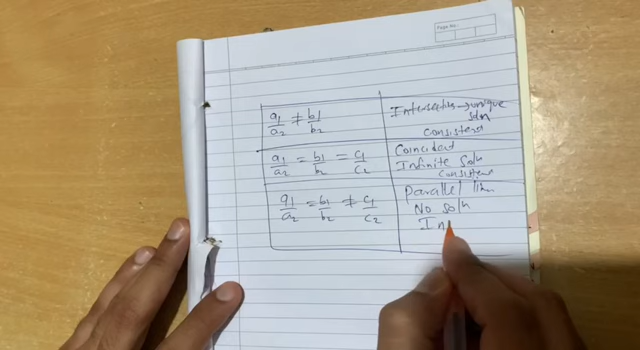 Page No.:
a1/a2 ≠ b1/b2
Intersecting → unique
soln
consistent
a1/a2 = b1/b2 = c1/c2
Coincident
Infinite soln
consistent
a1/a2 = b1/b2 ≠ c1/c2
Parallel
No soln
In